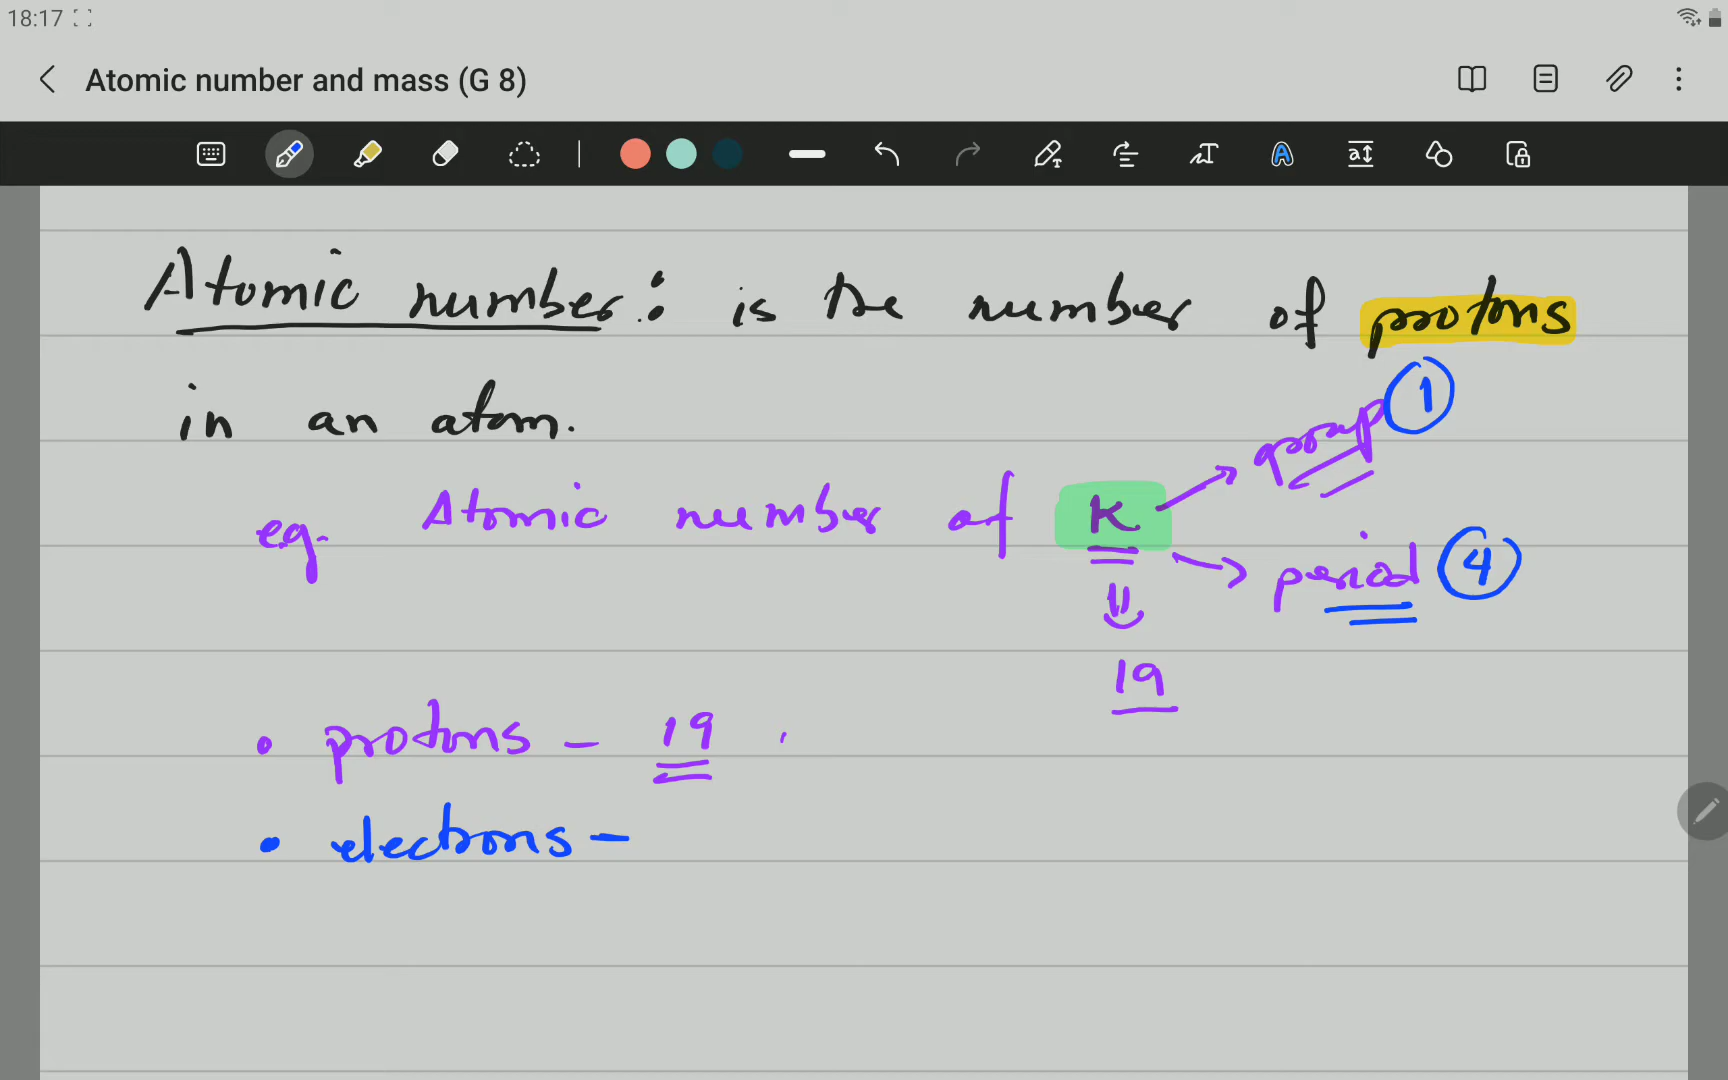 18:17
Atomic number and mass (G 8)
Atomic number: is the number of protons
in an atom.
group 1
eg. Atomic number of K
period 4
19
• protons - 19
• electrons -